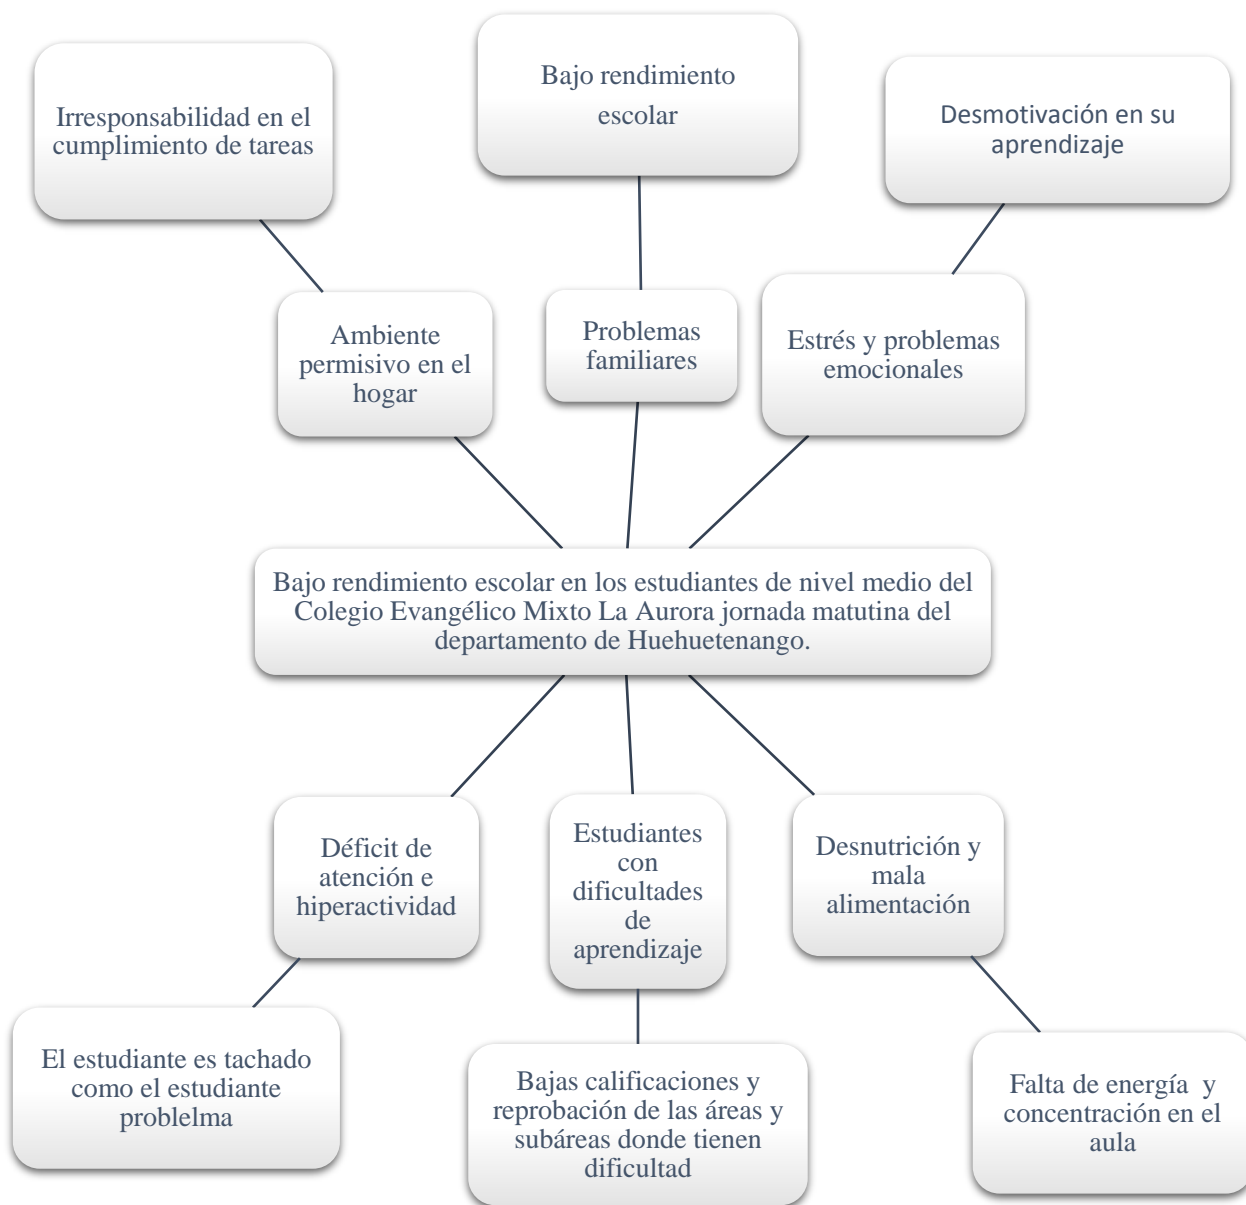 Bajo rendimiento
escolar
Irresponsabilidad en el
cumplimiento de tareas
Desmotivación en su
aprendizaje
Ambiente
permisivo en el
hogar
Problemas
familiares
Estrés y problemas
emocionales
Bajo rendimiento escolar en los estudiantes de nivel medio del
Colegio Evangélico Mixto La Aurora jornada matutina del
departamento de Huehuetenango.
Déficit de
atención e
hiperactividad
Estudiantes
con
dificultades
de
aprendizaje
Desnutrición y
mala
alimentación
El estudiante es tachado
como el estudiante
problelma
Bajas calificaciones y
reprobación de las áreas y
subáreas donde tienen
dificultad
Falta de energía  y
concentración en el
aula